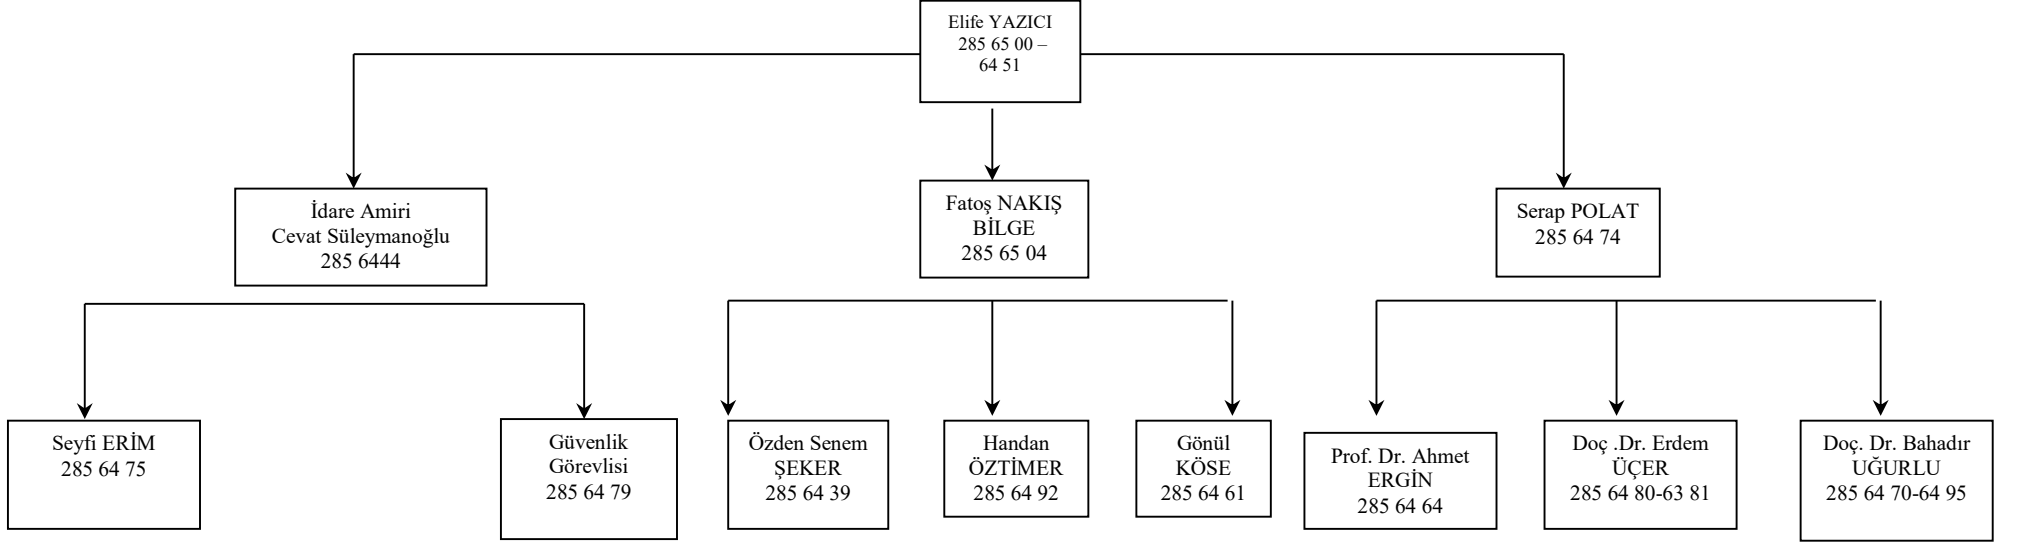 Elife YAZICI
285 65 00 –
64 51
İdare Amiri
Cevat Süleymanoğlu
285 6444
Fatoş NAKIŞ
BİLGE
285 65 04
Serap POLAT
285 64 74
Seyfi ERİM
285 64 75
Güvenlik
Görevlisi
285 64 79
Özden Senem
ŞEKER
285 64 39
Handan
ÖZTİMER
285 64 92
Gönül
KÖSE
285 64 61
Prof. Dr. Ahmet
ERGİN
285 64 64
Doç .Dr. Erdem
ÜÇER
285 64 80-63 81
Doç. Dr. Bahadır
UĞURLU
285 64 70-64 95